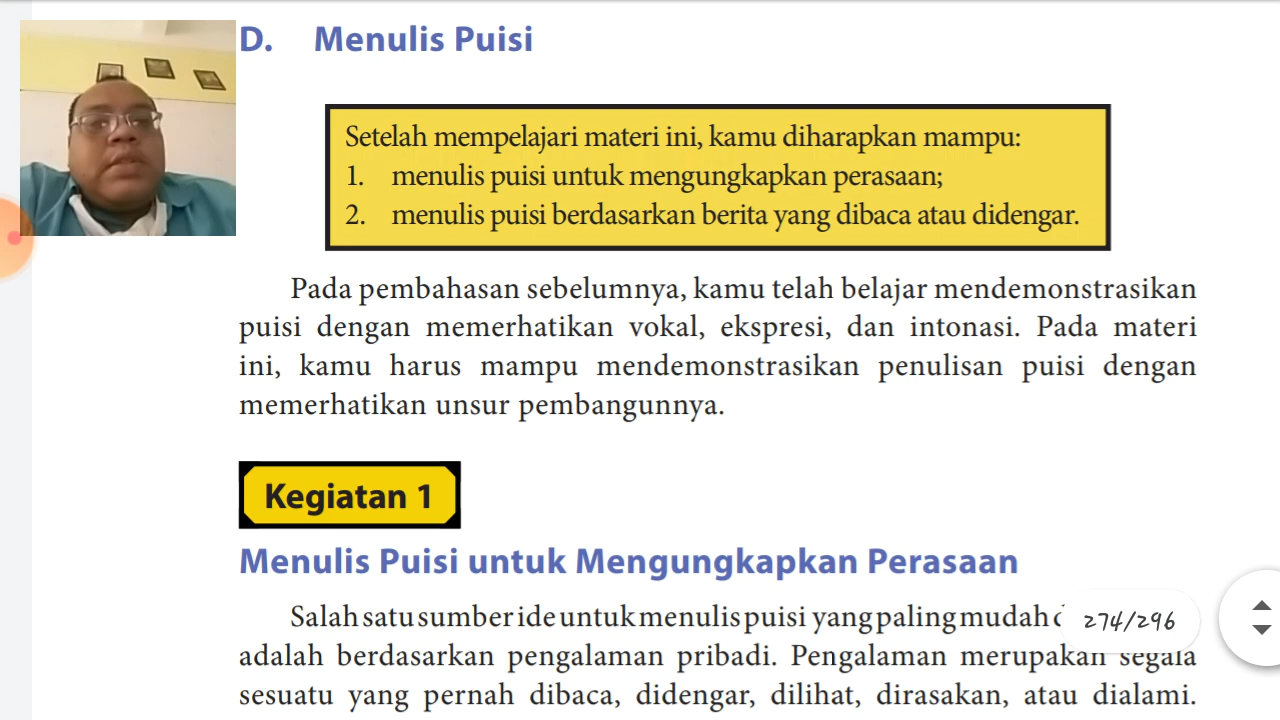 D. Menulis Puisi
Setelah mempelajari materi ini, kamu diharapkan mampu:
1. menulis puisi untuk mengungkapkan perasaan;
2. menulis puisi berdasarkan berita yang dibaca atau didengar.
Pada pembahasan sebelumnya, kamu telah belajar mendemonstrasikan
puisi dengan memerhatikan vokal, ekspresi, dan intonasi. Pada materi
ini, kamu harus mampu mendemonstrasikan penulisan puisi dengan
memerhatikan unsur pembangunnya.
Kegiatan 1
Menulis Puisi untuk Mengungkapkan Perasaan
Salah satu sumber ide untuk menulis puisi yang paling mudah
274/296
adalah berdasarkan pengalaman pribadi. Pengalaman merupakan segala
sesuatu yang pernah dibaca, didengar, dilihat, dirasakan, atau dialami.